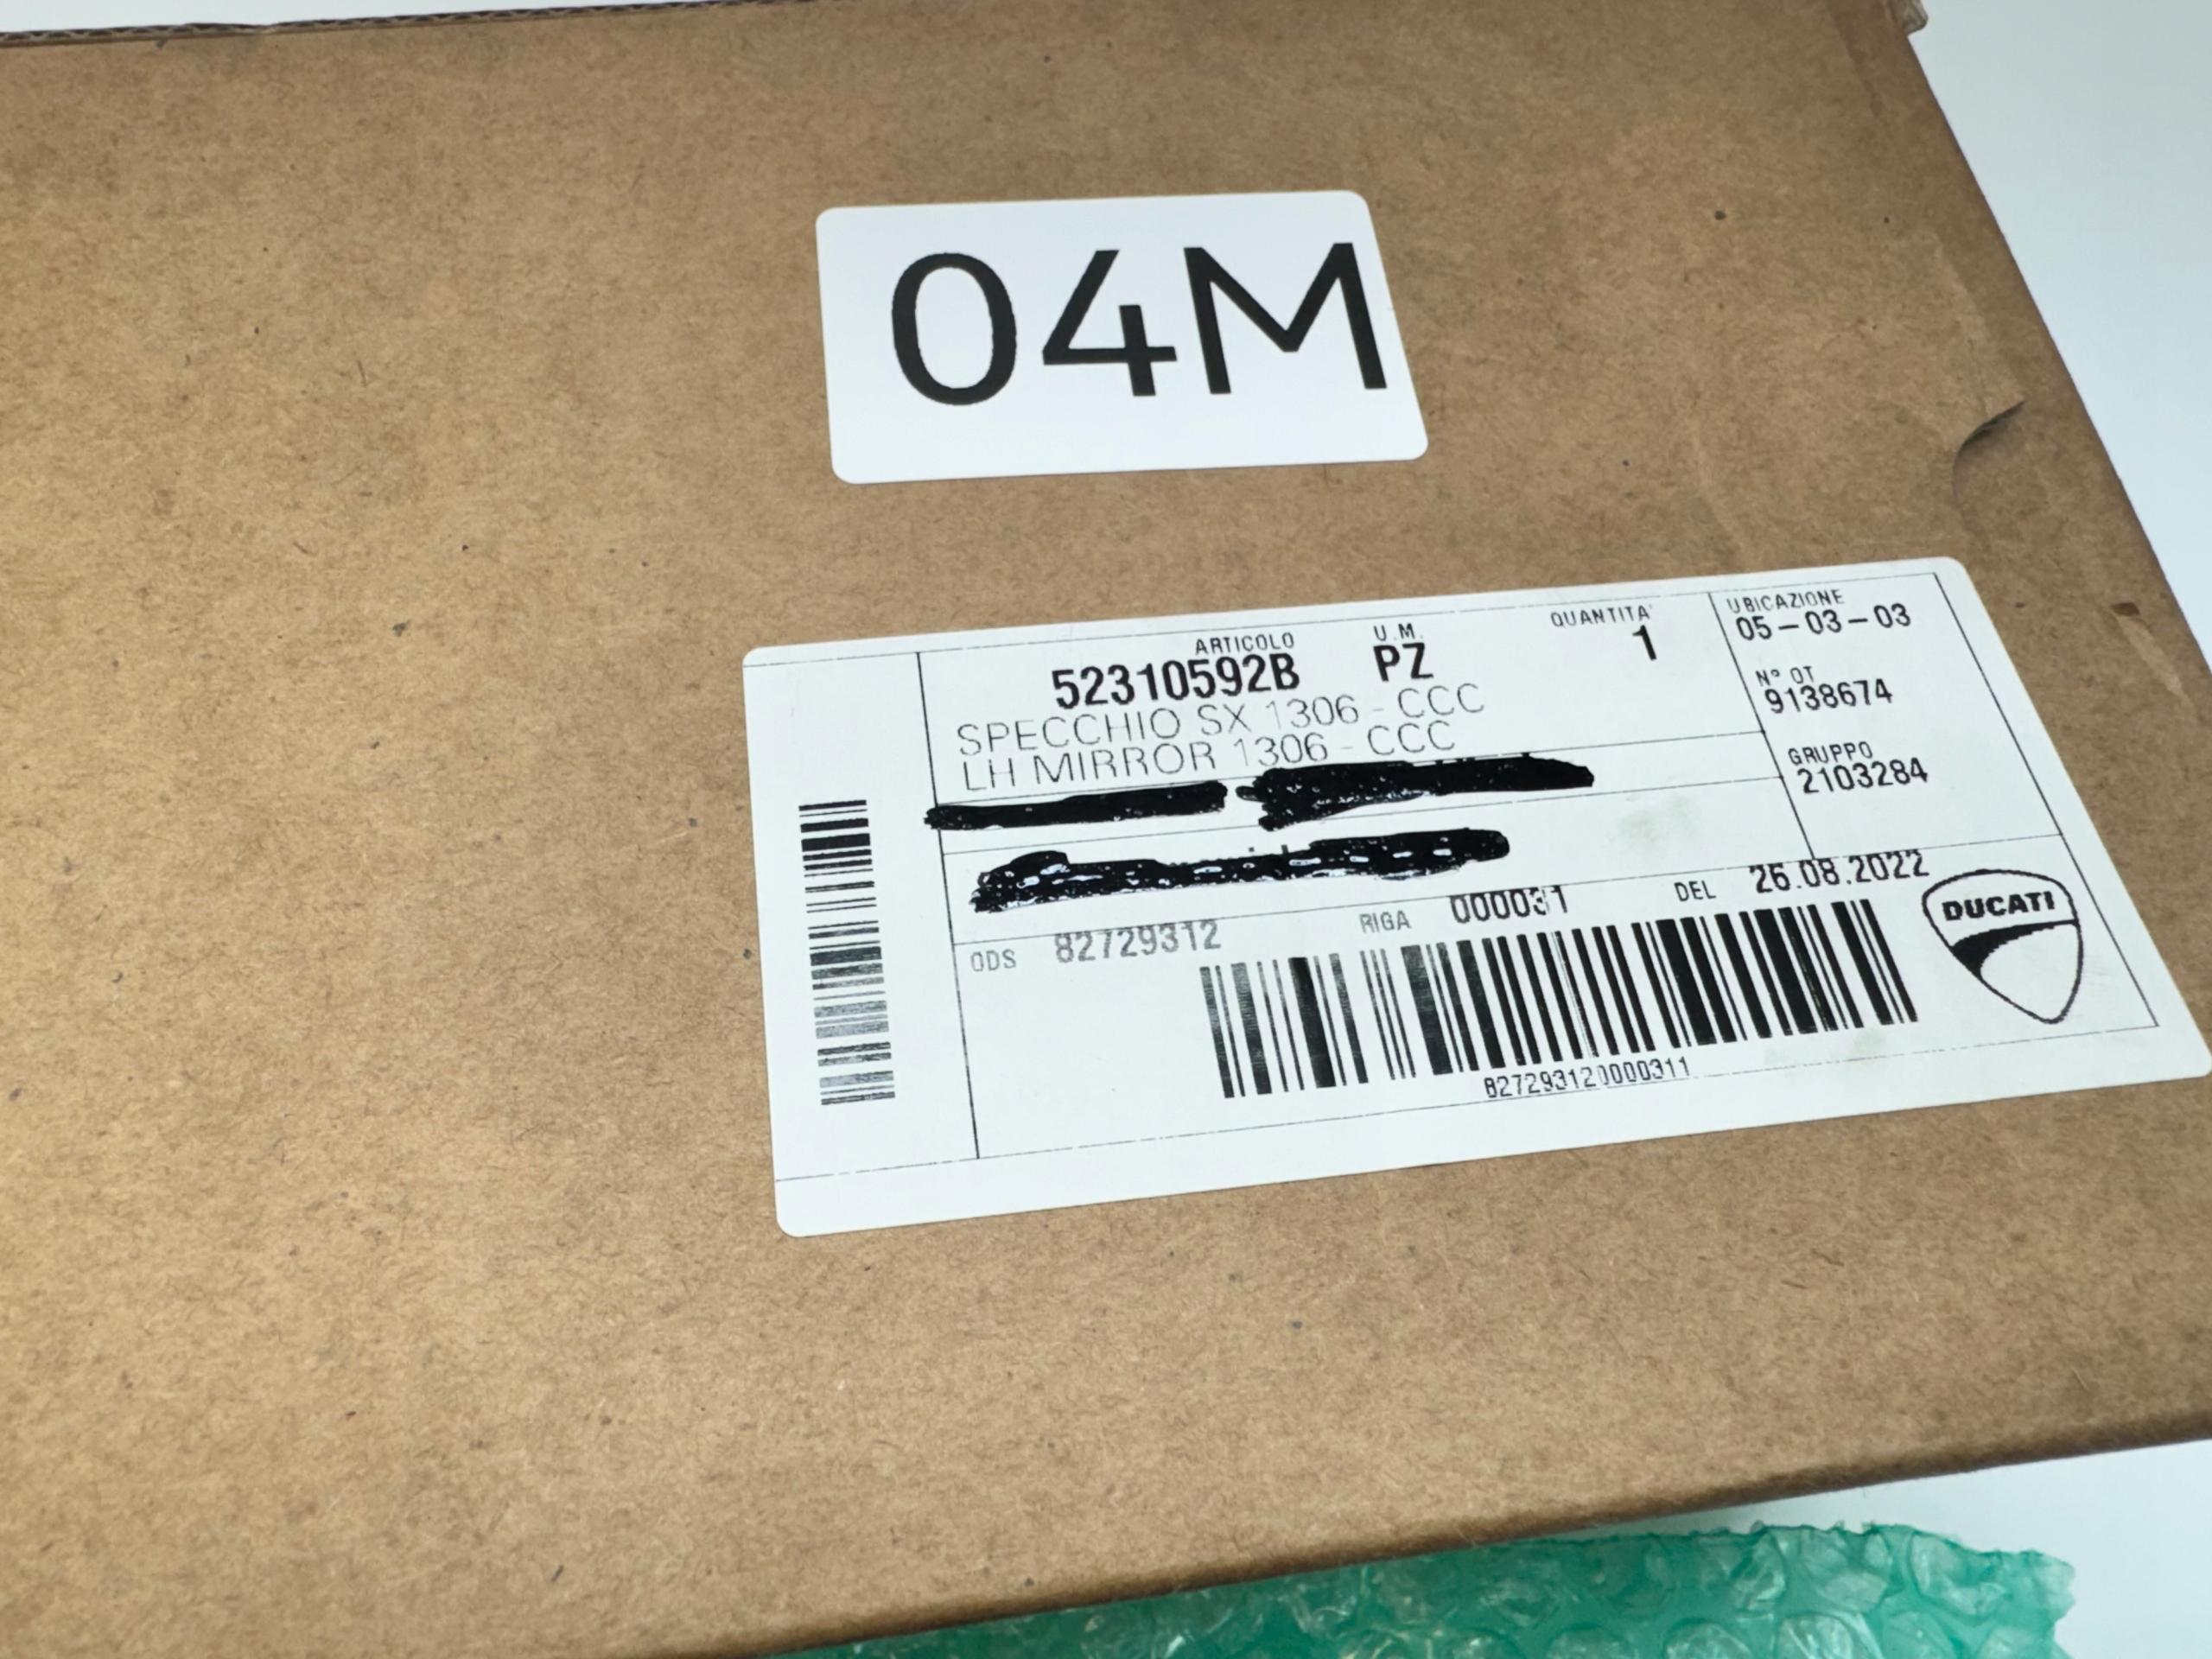 04M
ARTICOLO U.M. QUANTITA'
52310592B PZ 1
SPECCHIO SX 1306 - CCC
LH MIRROR 1306 - CCC
UBICAZIONE
05-03-03
N° OT
9138674
GRUPPO
2103284
ODS 82729312 RIGA 000031 DEL 26.08.2022
827293120000311
DUCATI